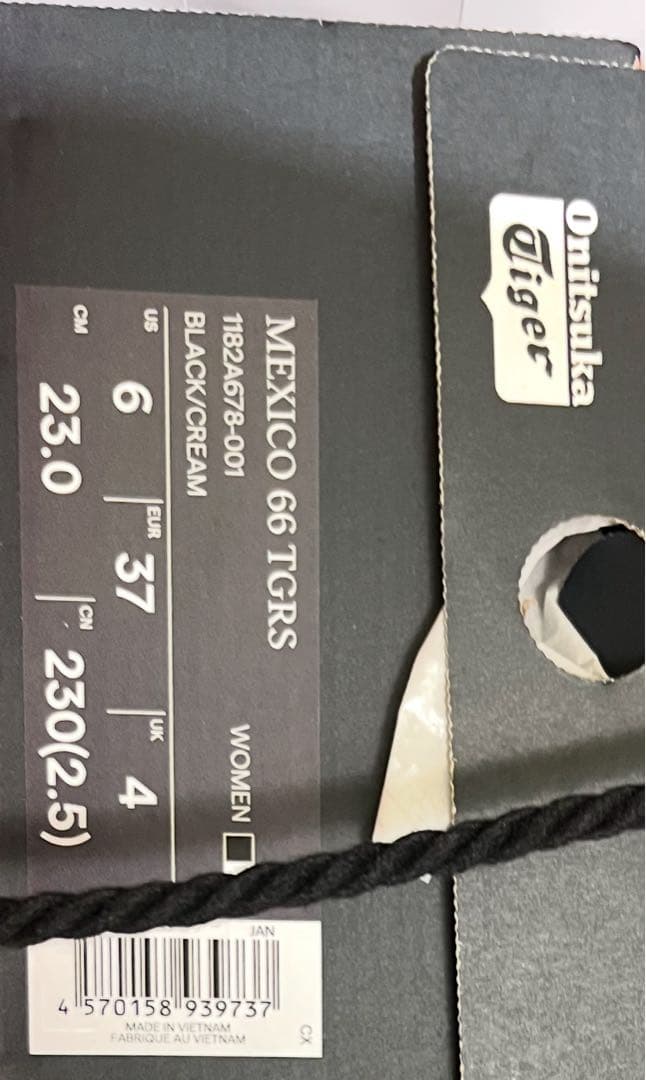 Onitsuka
Tiger
MEXICO 66 TGRS
1182A678-001
BLACK/CREAM
WOMEN
US 6 EUR 37 UK 4
CM 23.0 CN 230(2.5)
JAN
4 570158 939737
MADE IN VIETNAM
FABRIQUE AU VIETNAM
CX